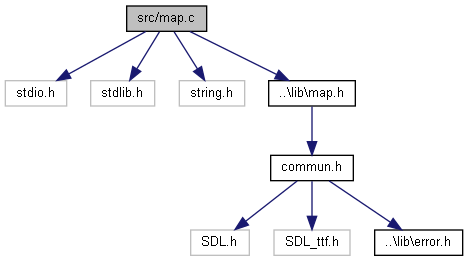 src/map.c
stdio.h
stdlib.h
string.h
..\lib\map.h
commun.h
SDL.h
SDL_ttf.h
..\lib\error.h